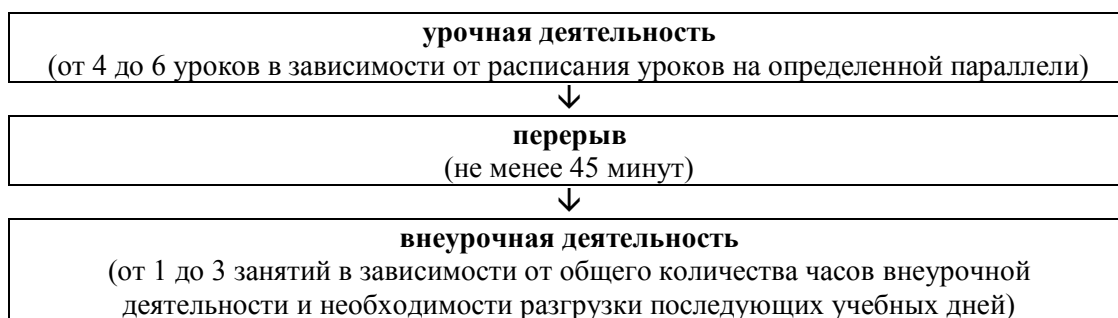 урочная деятельность
(от 4 до 6 уроков в зависимости от расписания уроков на определенной параллели)
↓
перерыв
(не менее 45 минут)
↓
внеурочная деятельность
(от 1 до 3 занятий в зависимости от общего количества часов внеурочной
деятельности и необходимости разгрузки последующих учебных дней)